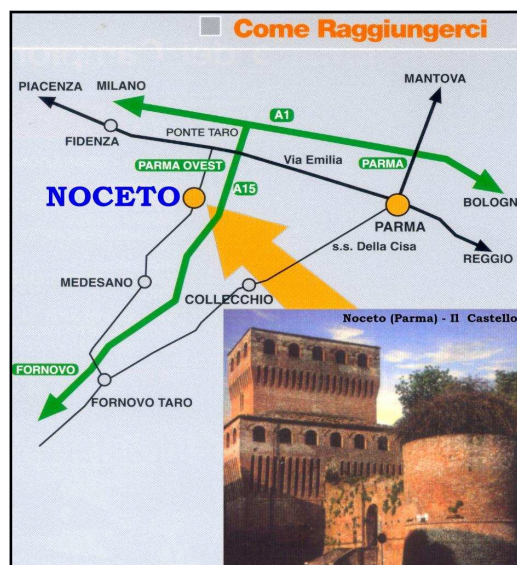 Come Raggiungerci
MANTOVA
PIACENZA
MILANO
A1
FIDENZA
PONTE TARO
Via Emilia
PARMA OVEST
PARMA
NOCETO
A15
BOLOGN
PARMA
s.s. Della Cisa
REGGIO
MEDESANO
COLLECCHIO
Noceto (Parma) - Il Castello
FORNOVO
FORNOVO TARO